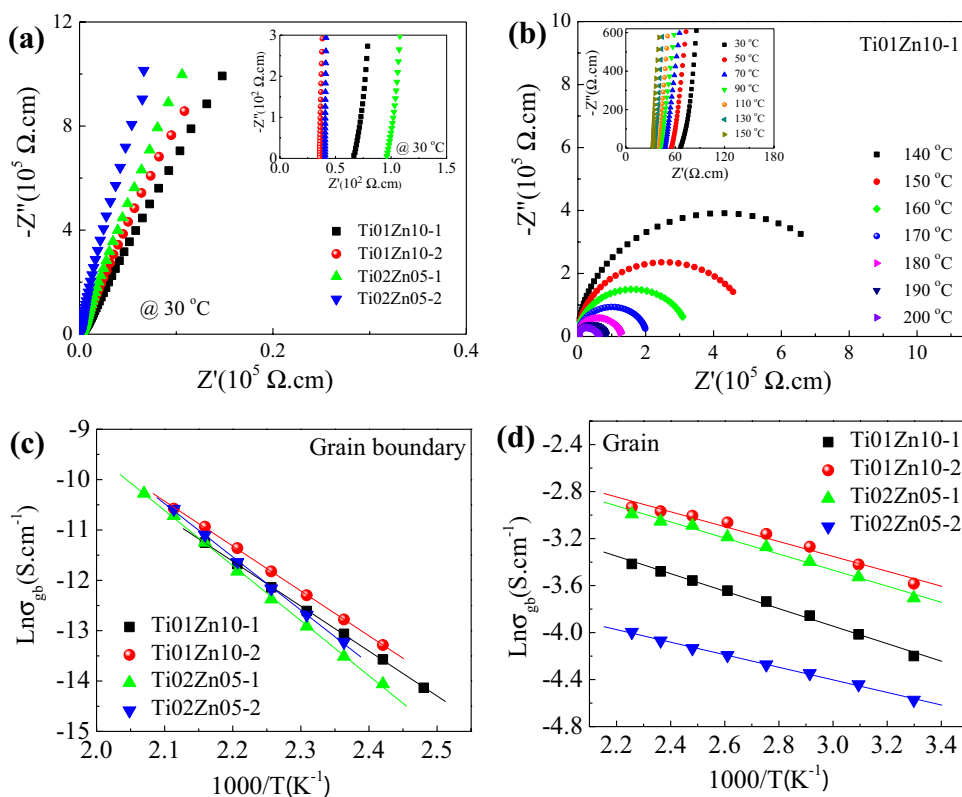 (a)
-Z''(10⁵ Ω.cm)
12
8
4
0
0.0
0.2
0.4
Z'(10⁵ Ω.cm)
-Z''(10² Ω.cm)
3
2
1
0
0.0
0.5
1.0
1.5
Z'(10² Ω.cm)
@ 30 °C
Ti01Zn10-1
Ti01Zn10-2
Ti02Zn05-1
Ti02Zn05-2
@ 30 °C
(b)
Ti01Zn10-1
-Z''(10⁵ Ω.cm)
10
8
6
4
2
0
0
2
4
6
8
10
Z'(10⁵ Ω.cm)
-Z''(Ω.cm)
600
400
200
0
0
60
120
180
Z'(Ω.cm)
30 °C
50 °C
70 °C
90 °C
110 °C
130 °C
150 °C
140 °C
150 °C
160 °C
170 °C
180 °C
190 °C
200 °C
(c)
Grain boundary
Lnσgb(S.cm⁻¹)
-9
-10
-11
-12
-13
-14
-15
2.0
2.1
2.2
2.3
2.4
2.5
1000/T(K⁻¹)
Ti01Zn10-1
Ti01Zn10-2
Ti02Zn05-1
Ti02Zn05-2
(d)
Grain
Lnσgb(S.cm⁻¹)
-2.4
-2.8
-3.2
-3.6
-4.0
-4.4
-4.8
2.2
2.4
2.6
2.8
3.0
3.2
3.4
1000/T(K⁻¹)
Ti01Zn10-1
Ti01Zn10-2
Ti02Zn05-1
Ti02Zn05-2